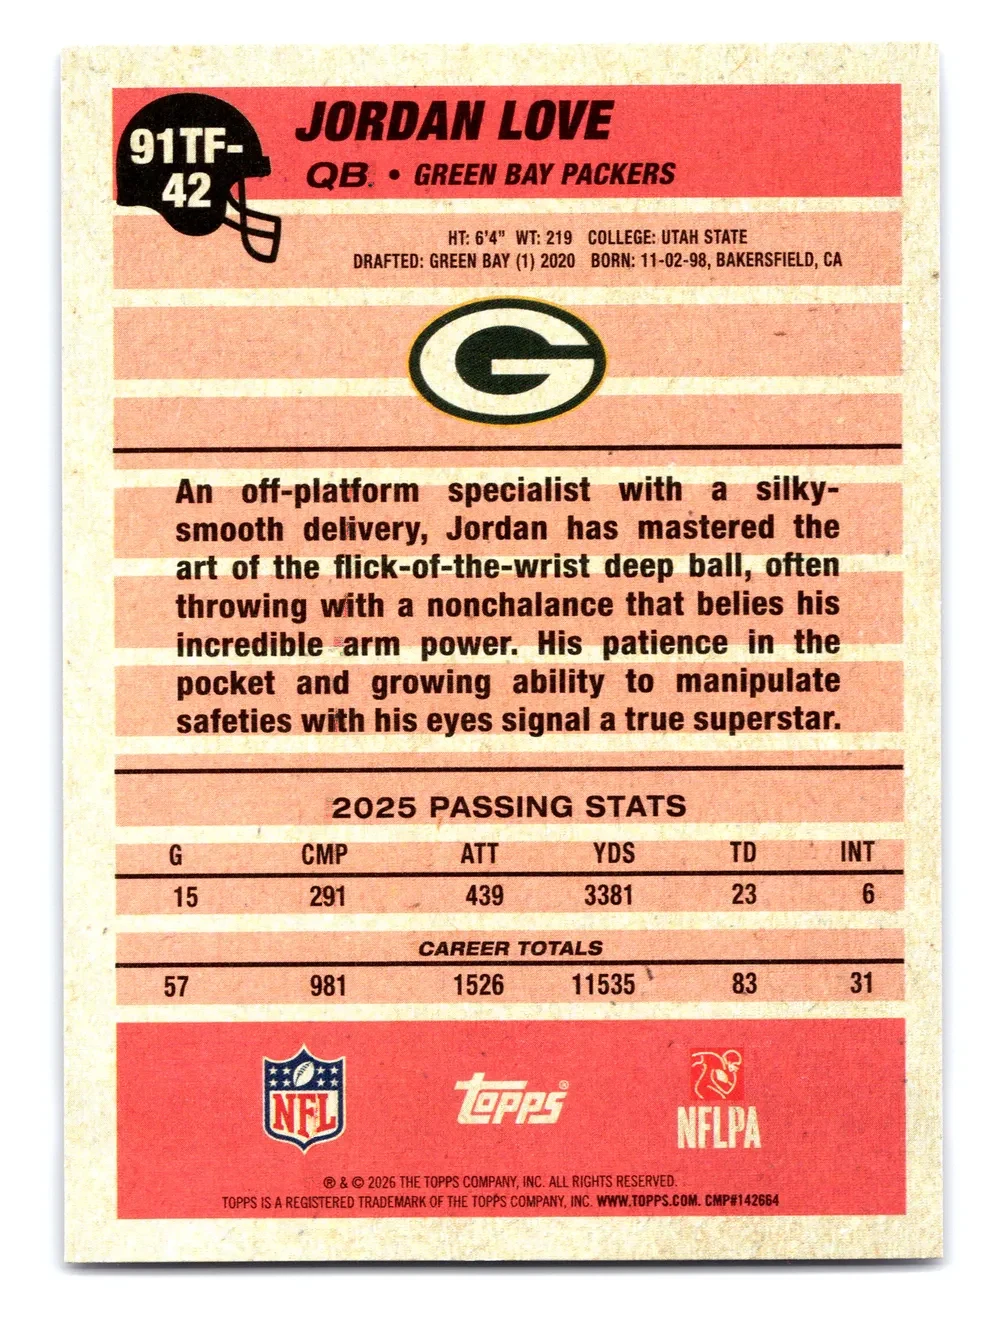 91TF-
42
JORDAN LOVE
QB • GREEN BAY PACKERS
HT: 6'4" WT: 219 COLLEGE: UTAH STATE
DRAFTED: GREEN BAY (1) 2020 BORN: 11-02-98, BAKERSFIELD, CA
G
An off-platform specialist with a silky-
smooth delivery, Jordan has mastered the
art of the flick-of-the-wrist deep ball, often
throwing with a nonchalance that belies his
incredible arm power. His patience in the
pocket and growing ability to manipulate
safeties with his eyes signal a true superstar.
2025 PASSING STATS
G CMP ATT YDS TD INT
15 291 439 3381 23 6
CAREER TOTALS
57 981 1526 11535 83 31
NFL
Topps®
NFLPA
® & © 2026 THE TOPPS COMPANY, INC. ALL RIGHTS RESERVED.
TOPPS IS A REGISTERED TRADEMARK OF THE TOPPS COMPANY, INC. WWW.TOPPS.COM. CMP#142664